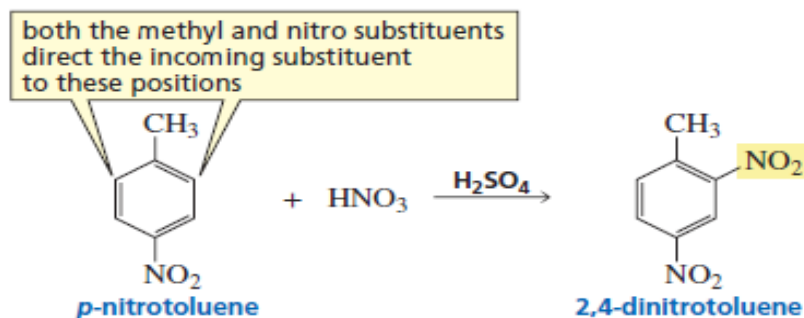 both the methyl and nitro substituents
direct the incoming substituent
to these positions
CH₃
+ HNO₃
H₂SO₄
CH₃
NO₂
NO₂
NO₂
p-nitrotoluene
2,4-dinitrotoluene